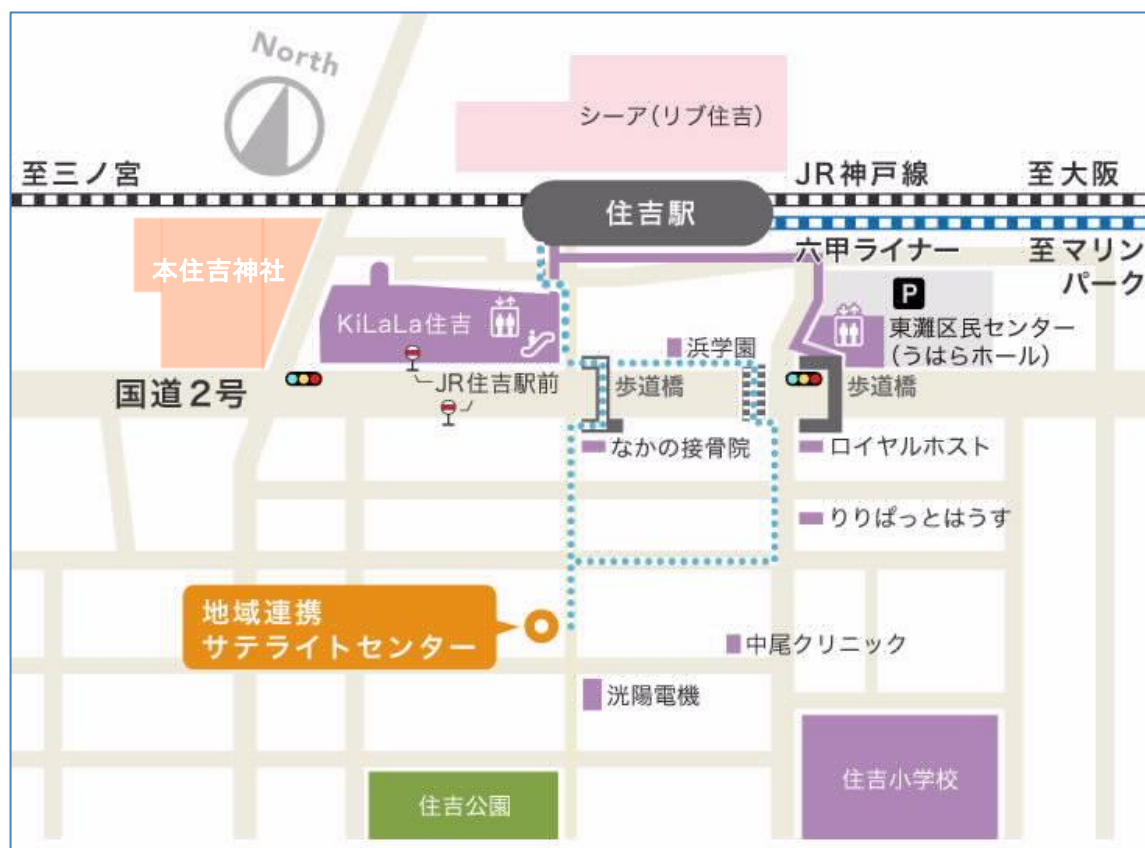 North
シーア(リブ住吉)
至三ノ宮
JR神戸線
至大阪
住吉駅
六甲ライナー
至マリン
パーク
本住吉神社
P
KiLaLa住吉
東灘区民センター
(うはらホール)
浜学園
国道2号
JR住吉駅前
歩道橋
歩道橋
なかの接骨院
ロイヤルホスト
りりぱっとはうす
地域連携
サテライトセンター
中尾クリニック
洸陽電機
住吉公園
住吉小学校